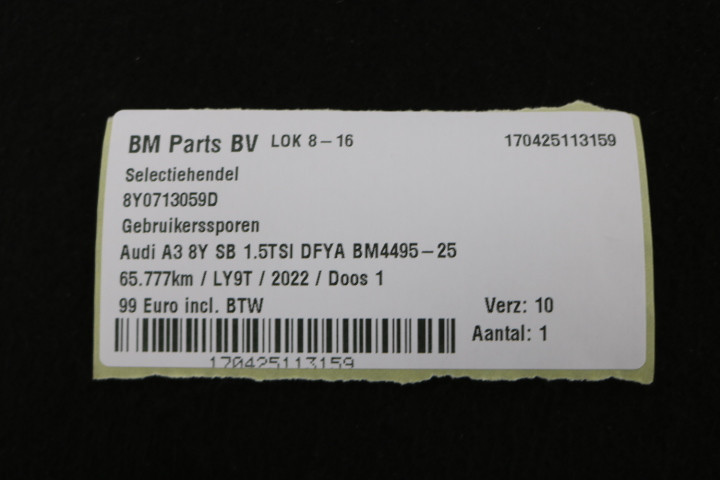 BM Parts BV LOK 8-16 170425113159
Selectiehendel
8Y0713059D
Gebruikerssporen
Audi A3 8Y SB 1.5TSI DFYA BM4495-25
65.777km / LY9T / 2022 / Doos 1
99 Euro incl. BTW Verz: 10
Aantal: 1
170425113159